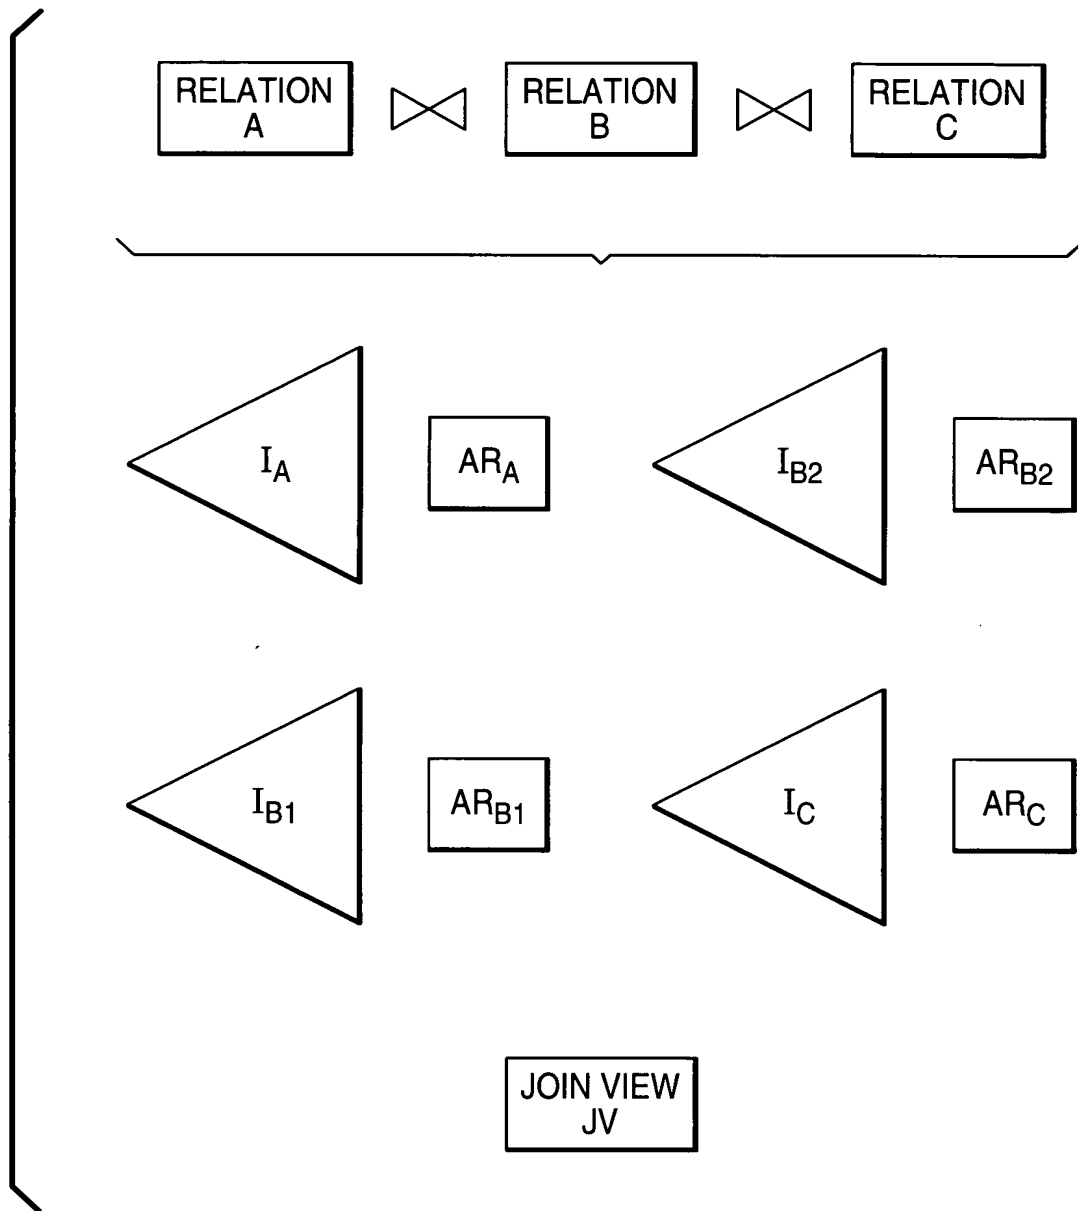 RELATION
A
RELATION
B
RELATION
C
I_A
AR_A
I_B2
AR_B2
I_B1
AR_B1
I_C
AR_C
JOIN VIEW
JV